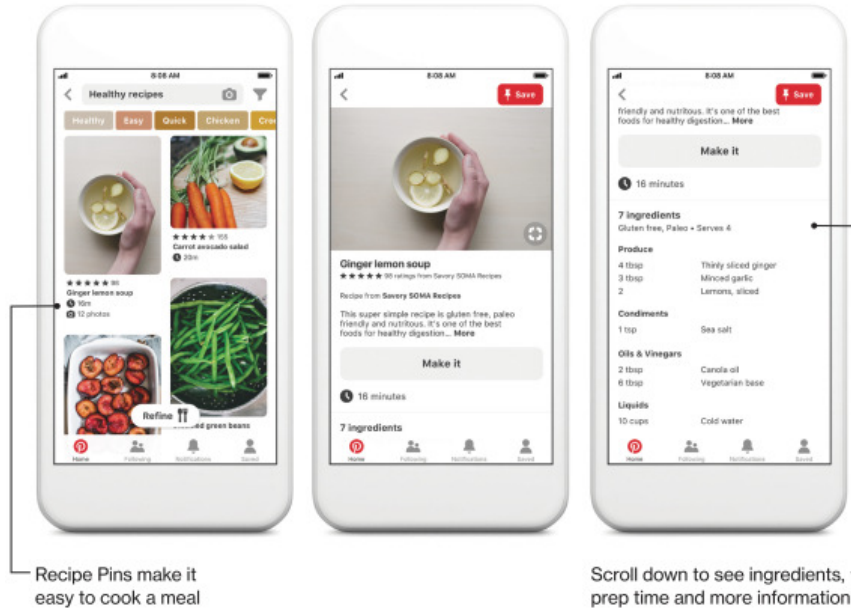 8:08 AM
Healthy recipes
Healthy Easy Quick Chicken Cro
155
Carrot avocado salad
20m
98
Ginger lemon soup
16m
12 photos
Refine
green beans
Home Following Notifications Saved
8:08 AM
Save
Ginger lemon soup
98 ratings from Savory SOMA Recipes
Recipe from Savory SOMA Recipes
This super simple recipe is gluten free, paleo
friendly and nutritous. It's one of the best
foods for healthy digestion... More
Make it
16 minutes
7 ingredients
Home Following Notifications Saved
8:08 AM
Save
friendly and nutritous. It's one of the best
foods for healthy digestion... More
Make it
16 minutes
7 ingredients
Gluten free, Paleo • Serves 4
Produce
4 tbsp Thinly sliced ginger
3 tbsp Minced garlic
2 Lemons, sliced
Condiments
1 tsp Sea salt
Oils & Vinegars
2 tbsp Canola oil
6 tbsp Vegetarian base
Liquids
10 cups Cold water
Home Following Notifications Saved
Recipe Pins make it
easy to cook a meal
Scroll down to see ingredients,
prep time and more information